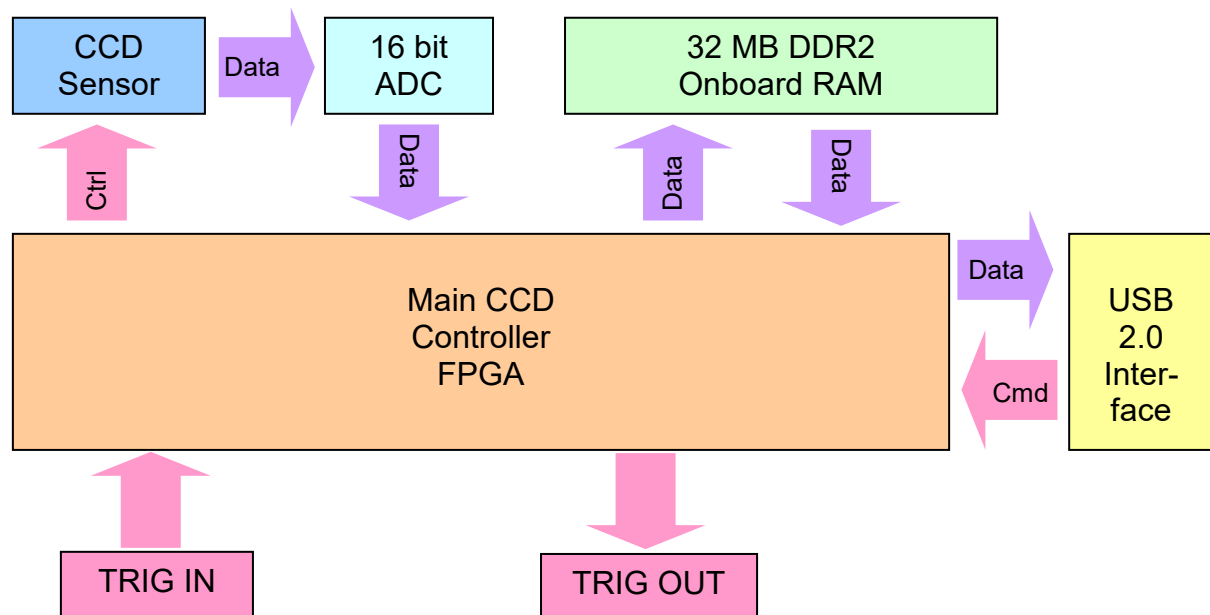 CCD
Sensor
Data
16 bit
ADC
32 MB DDR2
Onboard RAM
Ctrl
Data
Data
Data
Main CCD
Controller
FPGA
Data
Cmd
USB
2.0
Inter-
face
TRIG IN
TRIG OUT